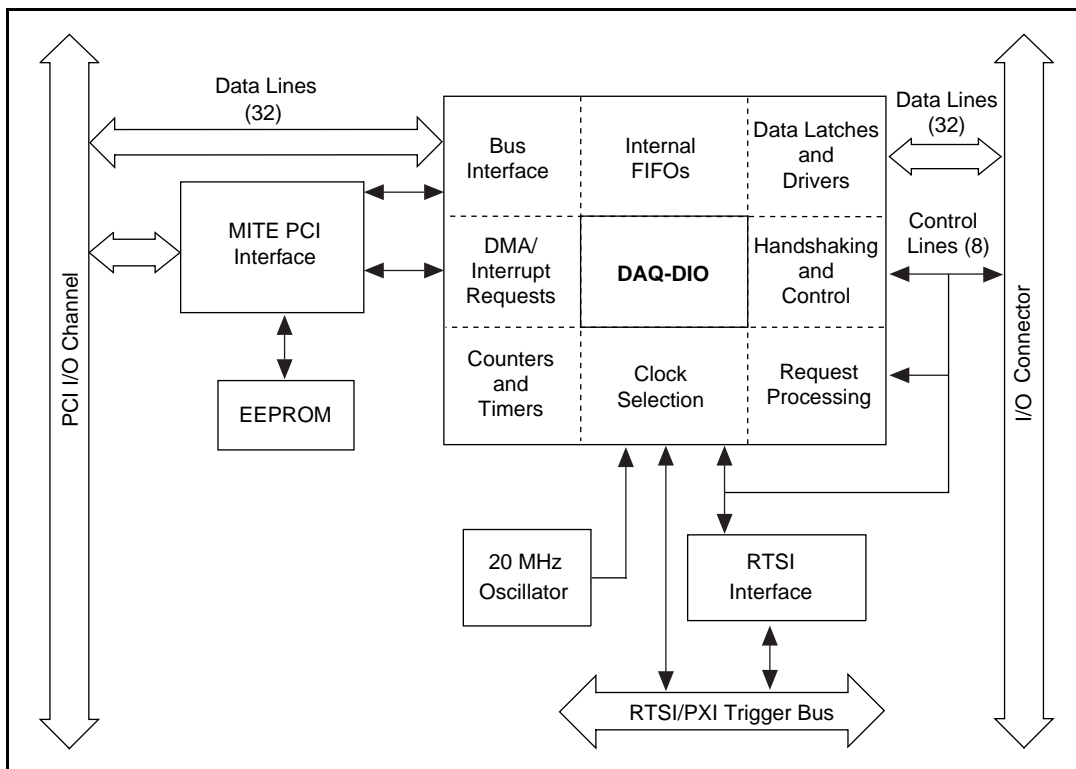 Data Lines
(32)
Data Lines
(32)
Bus
Interface
Internal
FIFOs
Data Latches
and
Drivers
MITE PCI
Interface
DMA/
Interrupt
Requests
DAQ-DIO
Handshaking
and
Control
Control
Lines (8)
Counters
and
Timers
Clock
Selection
Request
Processing
EEPROM
PCI I/O Channel
I/O Connector
20 MHz
Oscillator
RTSI
Interface
RTSI/PXI Trigger Bus